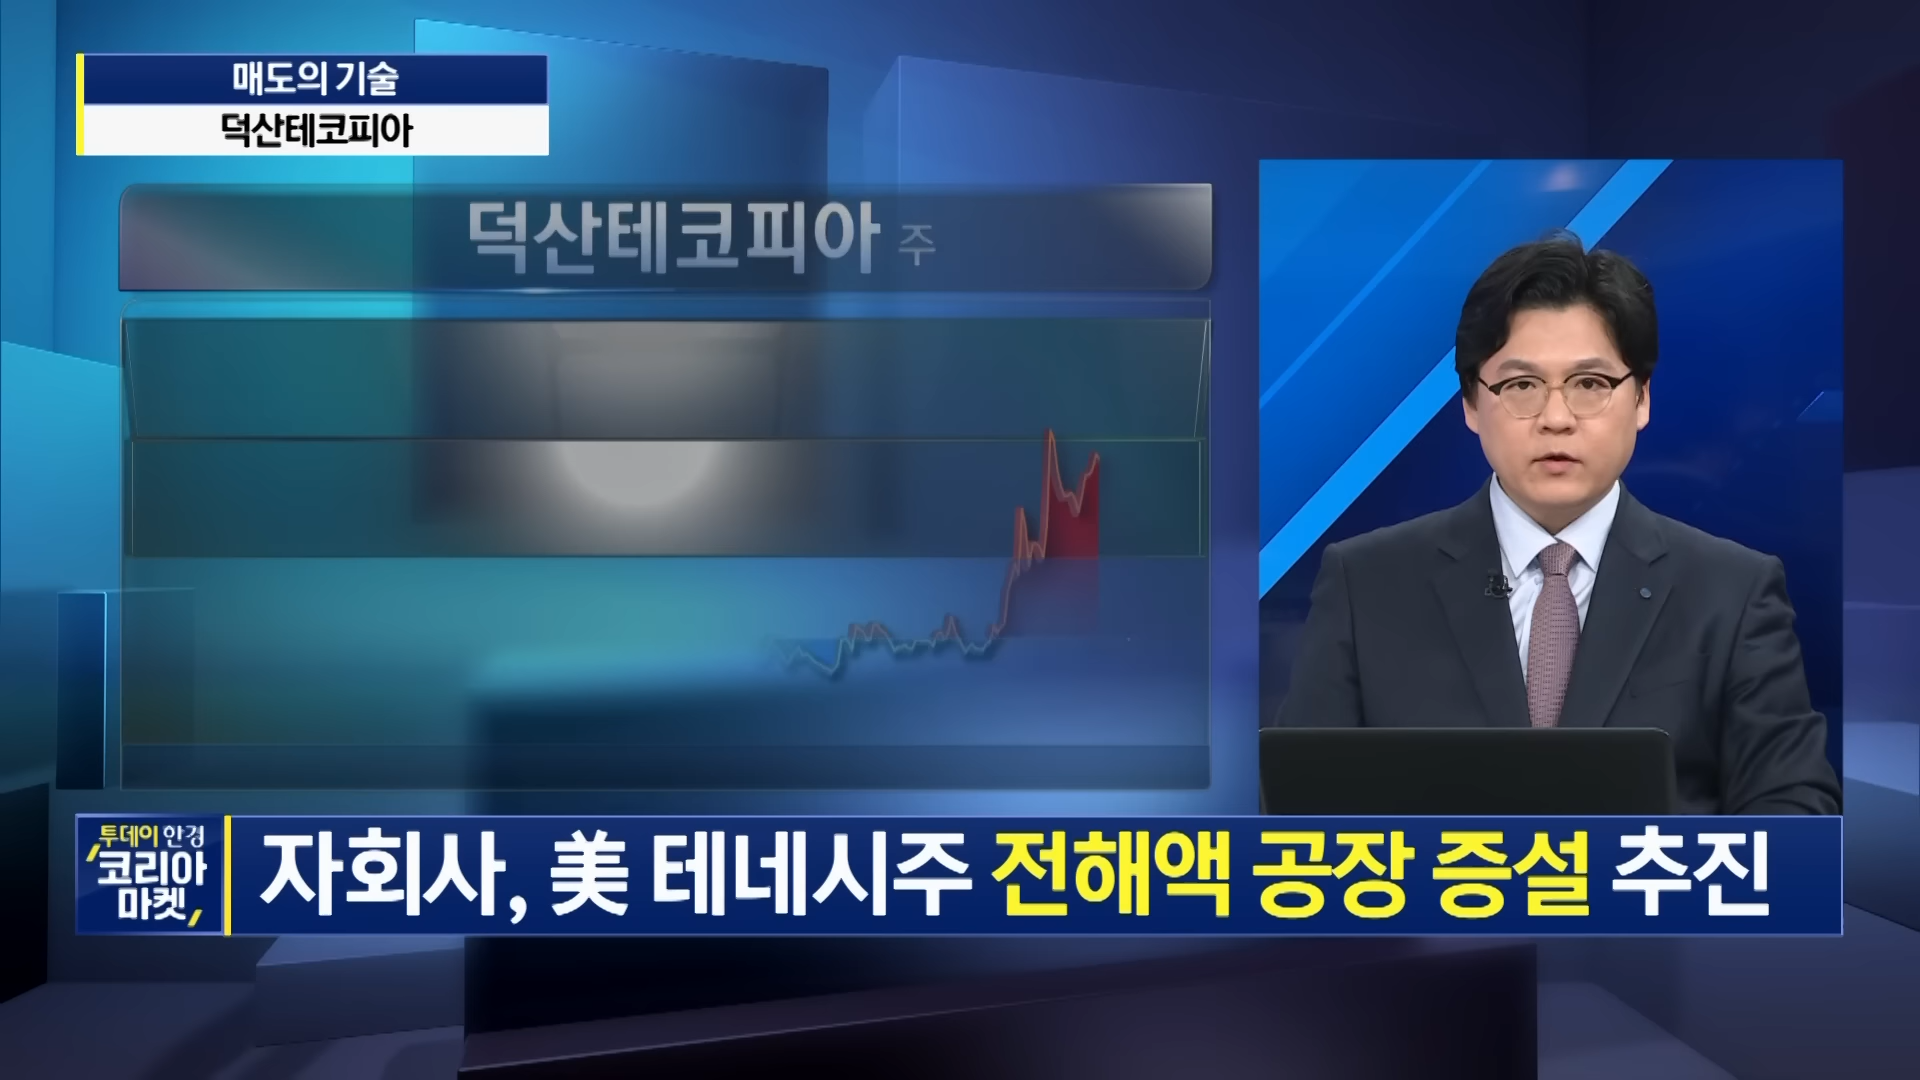 매도의 기술
덕산테코피아
덕산테코피아 주
투데이 한경
코리아
마켓
자회사, 美 테네시주 전해액 공장 증설 추진